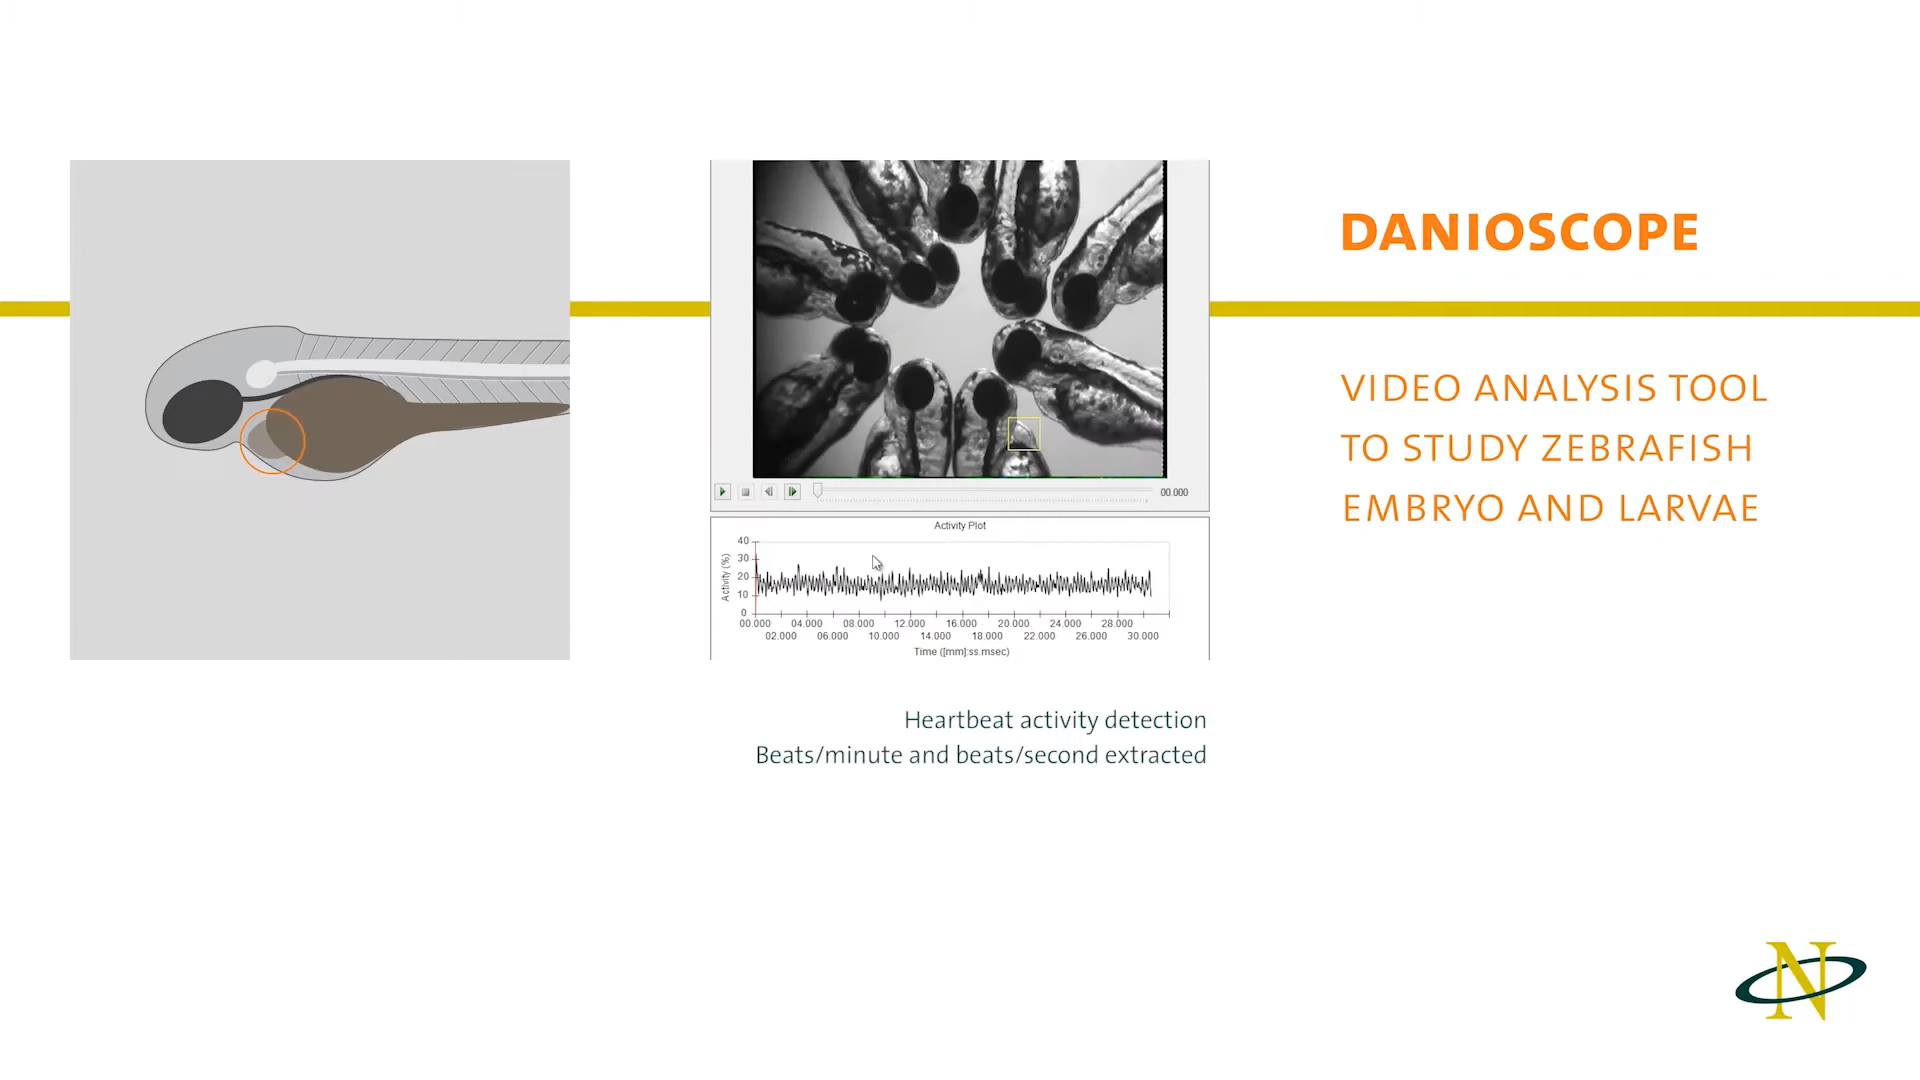 DANIOSCOPE
VIDEO ANALYSIS TOOL
TO STUDY ZEBRAFISH
EMBRYO AND LARVAE
00.000
Activity Plot
Activity (%)
40
30
20
10
0
00.000 04.000 08.000 12.000 16.000 20.000 24.000 28.000
02.000 06.000 10.000 14.000 18.000 22.000 26.000 30.000
Time ([mm]:ss.msec)
Heartbeat activity detection
Beats/minute and beats/second extracted
N